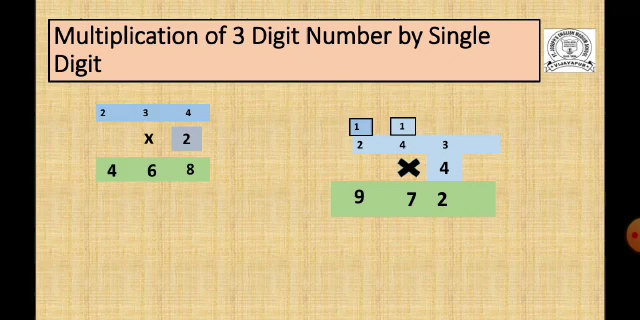 Multiplication of 3 Digit Number by Single
Digit
2 3 4
x 2
4 6 8
1 1
2 4 3
× 4
9 7 2
VIJAYAPUR